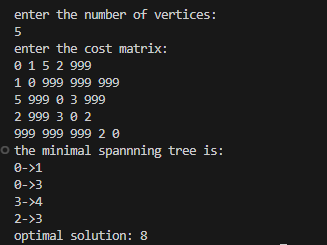 enter the number of vertices:
5
enter the cost matrix:
0 1 5 2 999
1 0 999 999 999
5 999 0 3 999
2 999 3 0 2
999 999 999 2 0
the minimal spannning tree is:
0->1
0->3
3->4
2->3
optimal solution: 8